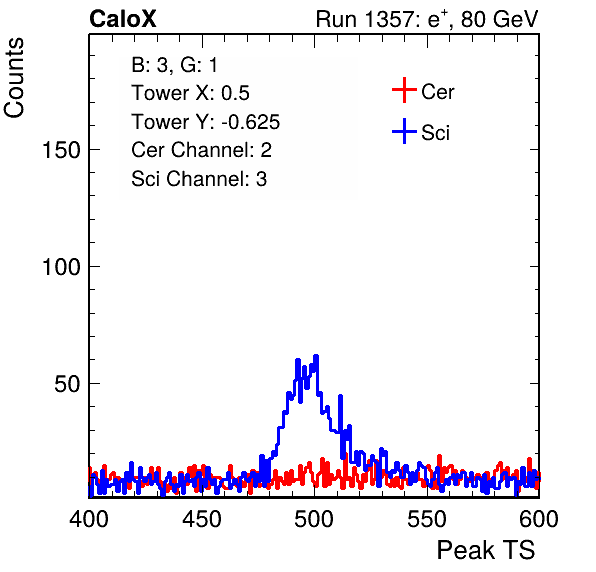 CaloX Run 1357: e⁺, 80 GeV
Counts
B: 3, G: 1
Tower X: 0.5
Tower Y: -0.625
Cer Channel: 2
Sci Channel: 3
Cer
Sci
150
100
50
400 450 500 550 600
Peak TS